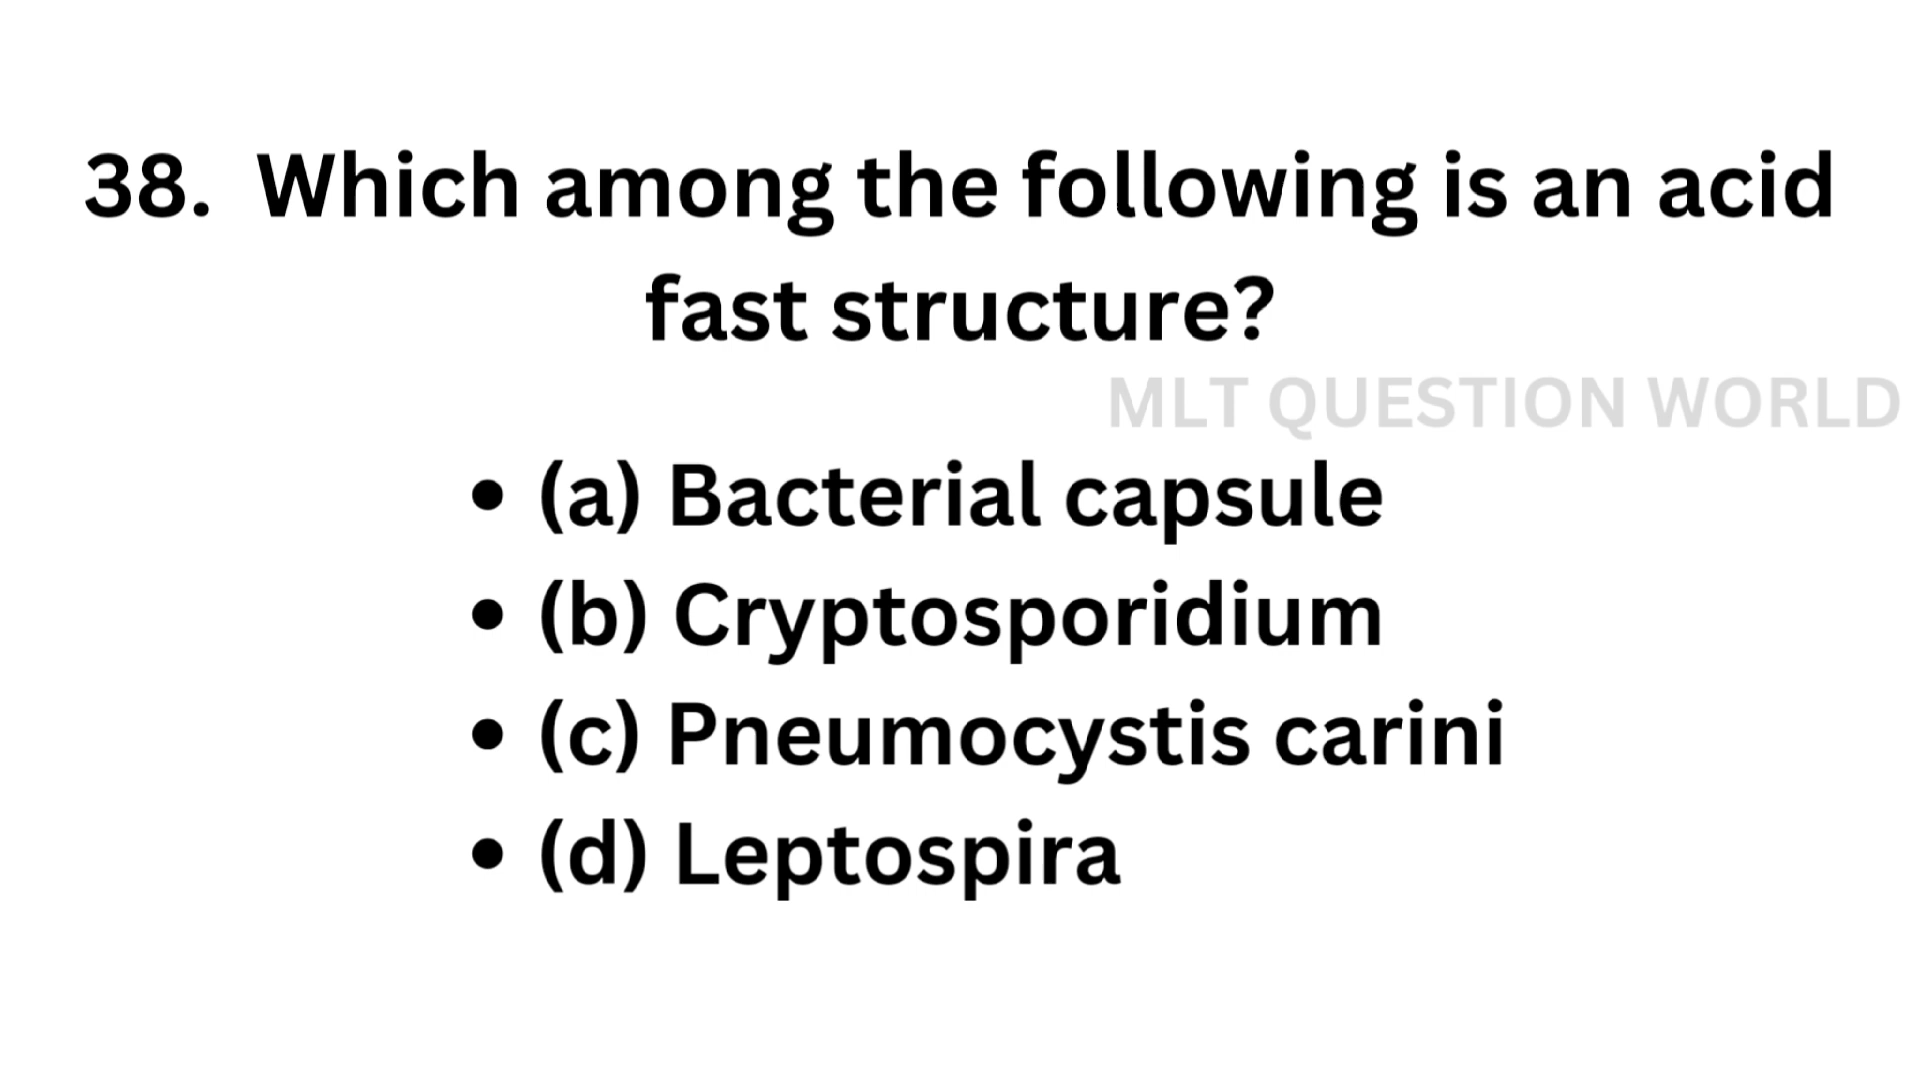 38. Which among the following is an acid
fast structure?
MLT QUESTION WORLD
• (a) Bacterial capsule
• (b) Cryptosporidium
• (c) Pneumocystis carini
• (d) Leptospira